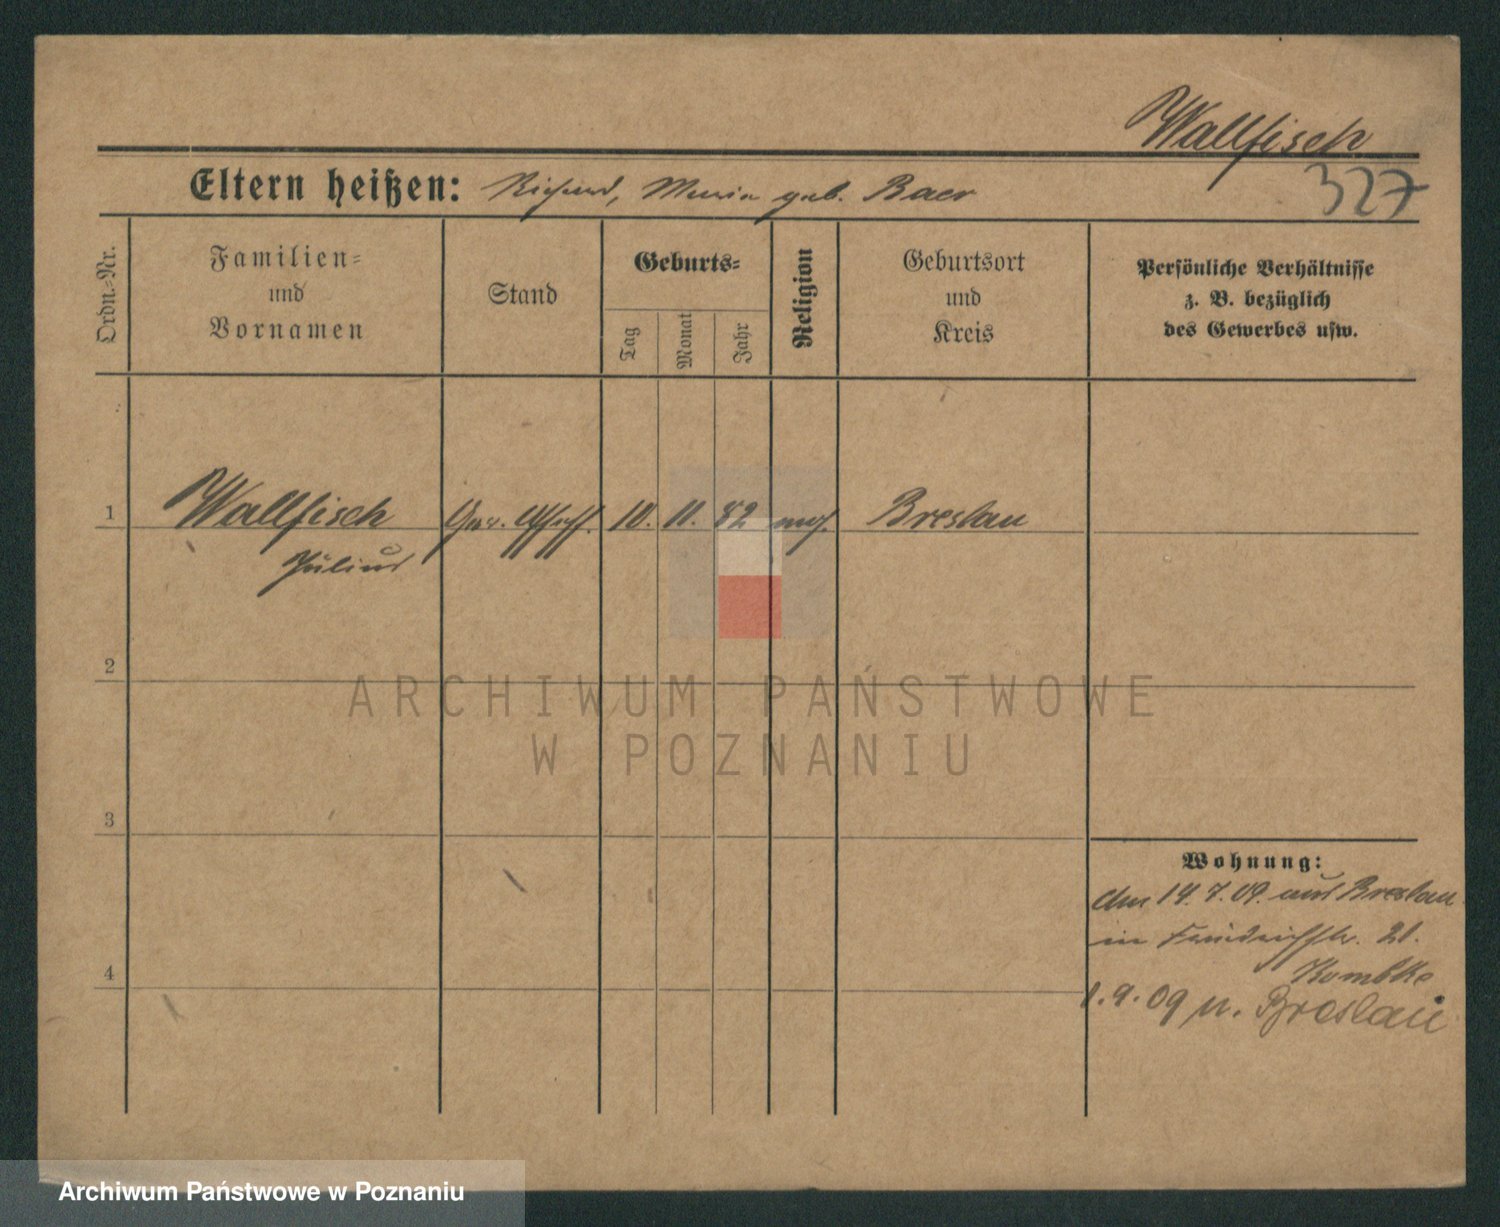 Wallfisch
Eltern heißen: Richard, Maria geb. Baer
327
Ordn.-Nr.
Familien-
und
Vornamen
Stand
Geburts-
Tag
Monat
Jahr
Religion
Geburtsort
und
Kreis
Persönliche Verhältnisse
z. B. bezüglich
des Gewerbes usw.
1
Wallfisch
Julius
10. 11. 82
Breslau
2
ARCHIWUM PAŃSTWOWE
W POZNANIU
3
4
Wohnung:
am 14.7.09. aus Breslau
in Friedrichstr. 21.
1.9.09 n. Breslau
Archiwum Państwowe w Poznaniu